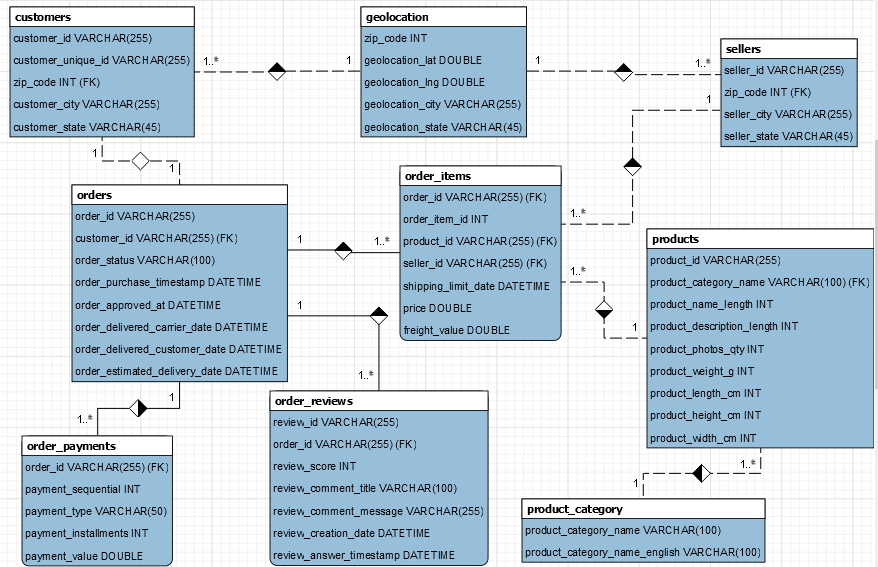 customers
customer_id VARCHAR(255)
customer_unique_id VARCHAR(255)
zip_code INT (FK)
customer_city VARCHAR(255)
customer_state VARCHAR(45)
1..*
1
geolocation
zip_code INT
geolocation_lat DOUBLE
geolocation_lng DOUBLE
geolocation_city VARCHAR(255)
geolocation_state VARCHAR(45)
1
1..*
sellers
seller_id VARCHAR(255)
zip_code INT (FK)
seller_city VARCHAR(255)
seller_state VARCHAR(45)
1
1..*
1
1
orders
order_id VARCHAR(255)
customer_id VARCHAR(255) (FK)
order_status VARCHAR(100)
order_purchase_timestamp DATETIME
order_approved_at DATETIME
order_delivered_carrier_date DATETIME
order_delivered_customer_date DATETIME
order_estimated_delivery_date DATETIME
1
1..*
1
1..*
1
1..*
order_items
order_id VARCHAR(255) (FK)
order_item_id INT
product_id VARCHAR(255) (FK)
seller_id VARCHAR(255) (FK)
shipping_limit_date DATETIME
price DOUBLE
freight_value DOUBLE
1..*
1
products
product_id VARCHAR(255)
product_category_name VARCHAR(100) (FK)
product_name_length INT
product_description_length INT
product_photos_qty INT
product_weight_g INT
product_length_cm INT
product_height_cm INT
product_width_cm INT
1..*
1
order_payments
order_id VARCHAR(255) (FK)
payment_sequential INT
payment_type VARCHAR(50)
payment_installments INT
payment_value DOUBLE
order_reviews
review_id VARCHAR(255)
order_id VARCHAR(255) (FK)
review_score INT
review_comment_title VARCHAR(100)
review_comment_message VARCHAR(255)
review_creation_date DATETIME
review_answer_timestamp DATETIME
product_category
product_category_name VARCHAR(100)
product_category_name_english VARCHAR(100)